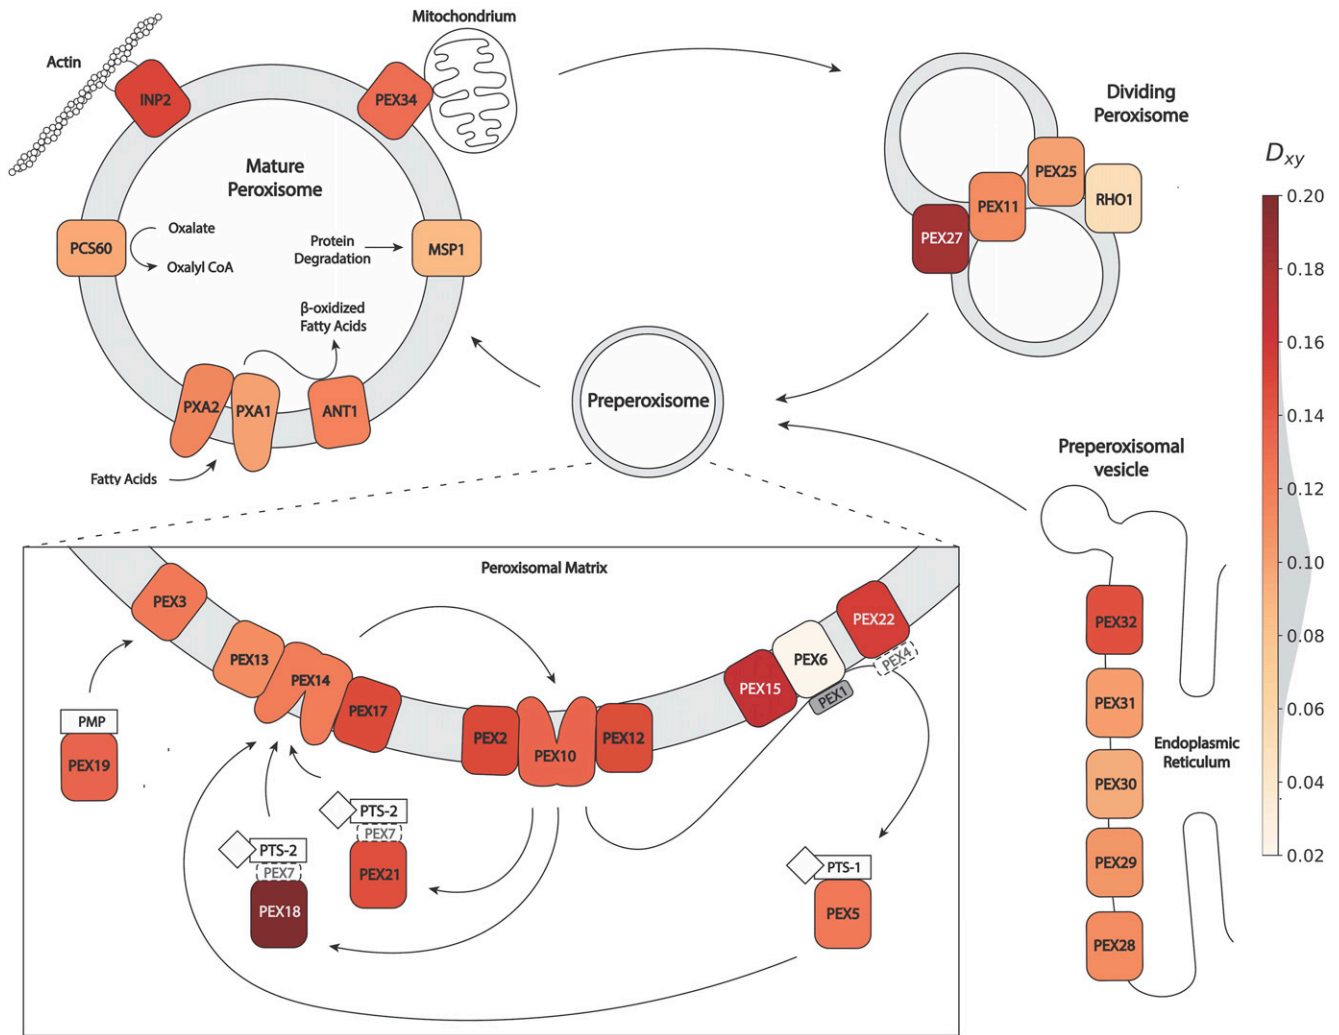 Mitochondrium
Actin
INP2
PEX34
Mature
Peroxisome
PCS60
Oxalate
Oxalyl CoA
Protein
Degradation
MSP1
β-oxidized
Fatty Acids
PXA2
PXA1
ANT1
Fatty Acids
Dividing
Peroxisome
PEX25
PEX11
RHO1
PEX27
Preperoxisome
Preperoxisomal
vesicle
PEX32
PEX31
PEX30
PEX29
PEX28
Endoplasmic
Reticulum
Dxy
0.20
0.18
0.16
0.14
0.12
0.10
0.08
0.06
0.04
0.02
Peroxisomal Matrix
PEX3
PEX13
PEX14
PEX17
PMP
PEX19
PEX2
PEX10
PEX12
PEX15
PEX6
PEX1
PEX22
PEX4
PTS-2
PEX7
PEX21
PTS-2
PEX7
PEX18
PTS-1
PEX5